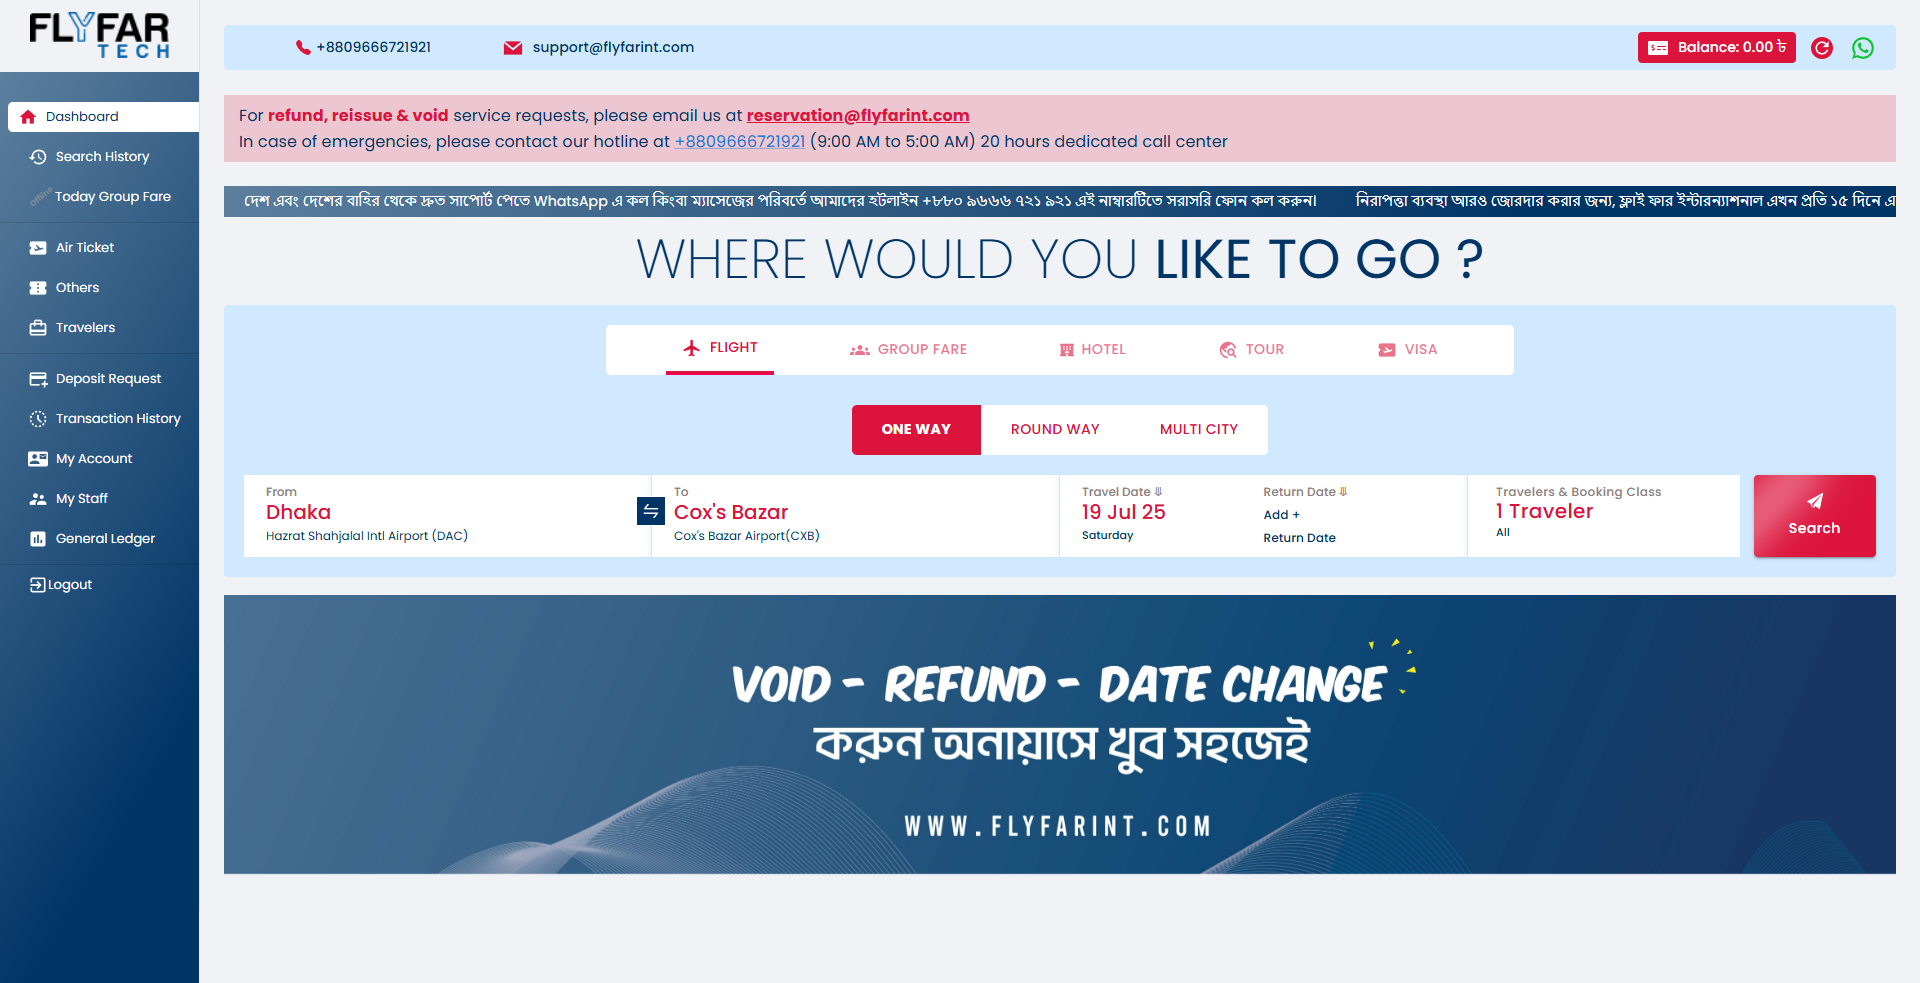 FLYFAR
TECH
Dashboard
Search History
offline Today Group Fare
Air Ticket
Others
Travelers
Deposit Request
Transaction History
My Account
My Staff
General Ledger
Logout
+8809666721921
support@flyfarint.com
Balance: 0.00 ৳
For refund, reissue & void service requests, please email us at reservation@flyfarint.com
In case of emergencies, please contact our hotline at +8809666721921 (9:00 AM to 5:00 AM) 20 hours dedicated call center
দেশ এবং দেশের বাহির থেকে দ্রুত সাপোর্ট পেতে WhatsApp এ কল কিংবা ম্যাসেজের পরিবর্তে আমাদের হটলাইন +৮৮০ ৯৬৬৬ ৭২১ ৯২১ এই নাম্বারটিতে সরাসরি ফোন কল করুন। নিরাপত্তা ব্যবস্থা আরও জোরদার করার জন্য, ফ্লাই ফার ইন্টারন্যাশনাল এখন প্রতি ১৫ দিনে এ
WHERE WOULD YOU LIKE TO GO ?
FLIGHT
GROUP FARE
HOTEL
TOUR
VISA
ONE WAY
ROUND WAY
MULTI CITY
From
Dhaka
Hazrat Shahjalal Intl Airport (DAC)
To
Cox's Bazar
Cox's Bazar Airport(CXB)
Travel Date
19 Jul 25
Saturday
Return Date
Add +
Return Date
Travelers & Booking Class
1 Traveler
All
Search
VOID - REFUND - DATE CHANGE
করুন অনায়াসে খুব সহজেই
WWW.FLYFARINT.COM